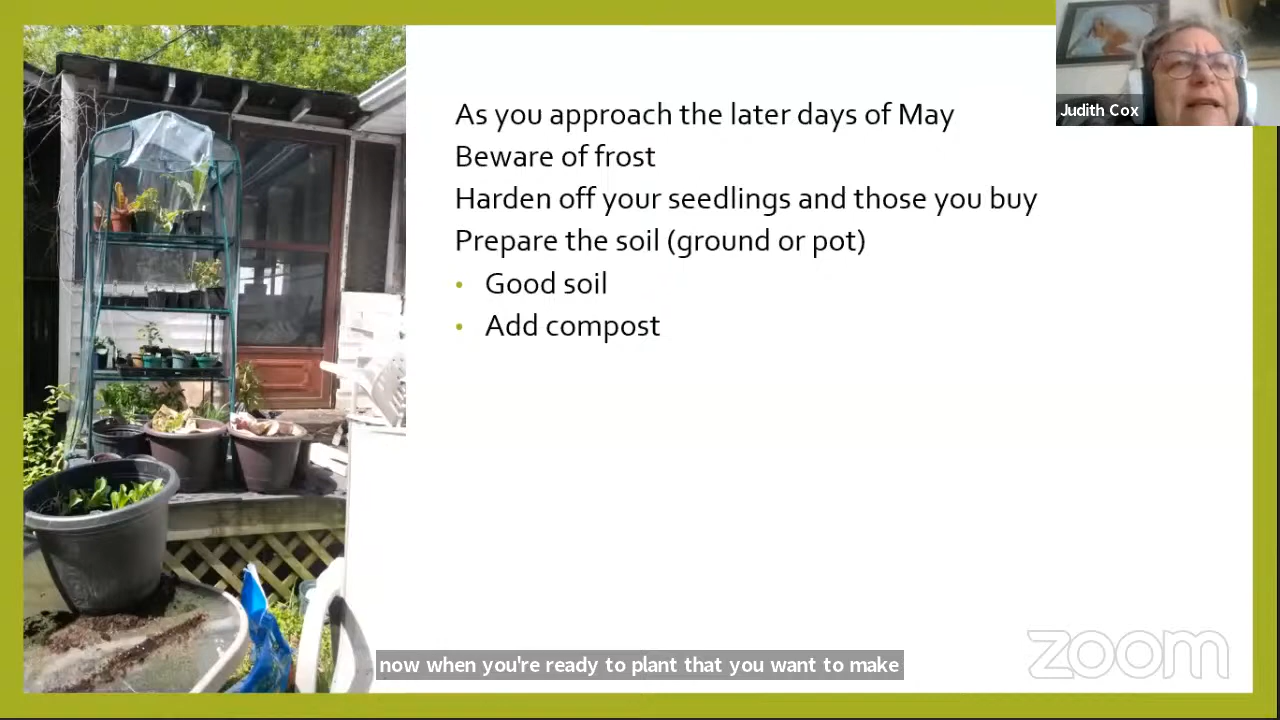 As you approach the later days of May
Beware of frost
Harden off your seedlings and those you buy
Prepare the soil (ground or pot)
• Good soil
• Add compost
Judith Cox
now when you're ready to plant that you want to make
zoom